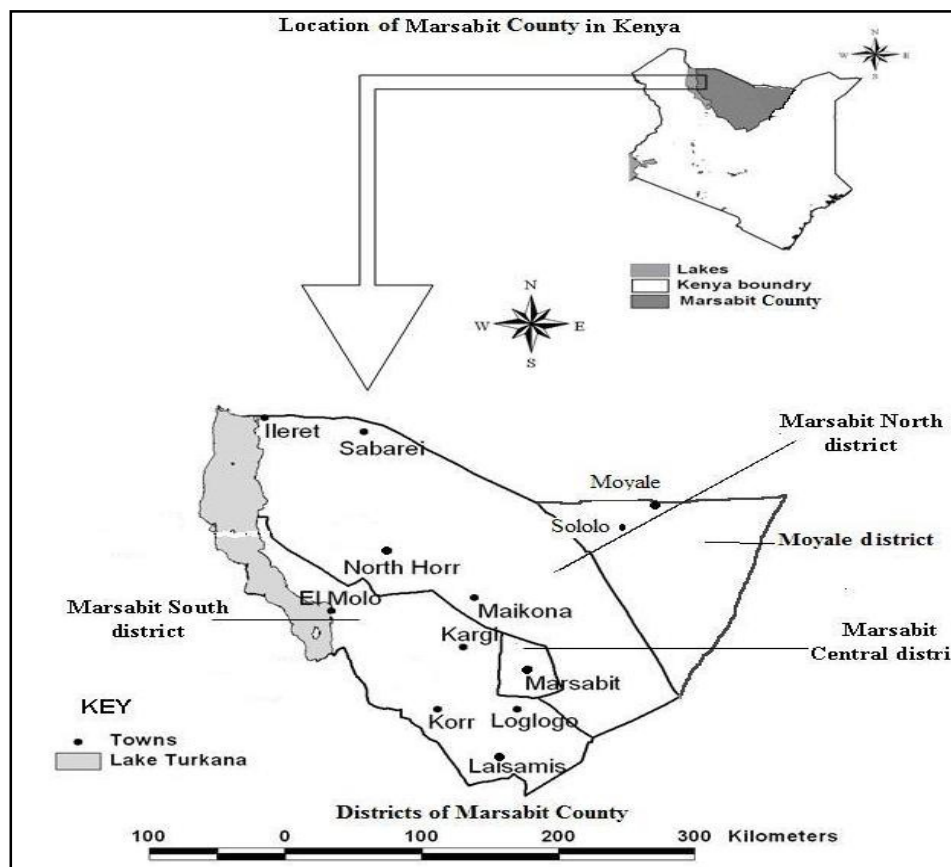 Location of Marsabit County in Kenya
N
W E
S
Lakes
Kenya boundry
Marsabit County
N
W E
S
Marsabit North
district
Ileret
Sabarei
Moyale
Sololo
Moyale district
North Horr
El Molo
Marsabit South
district
Maikona
Kargi
Marsabit
Central distri
Marsabit
KEY
Towns
Lake Turkana
Korr
Loglogo
Laisamis
Districts of Marsabit County
100 0 100 200 300 Kilometers